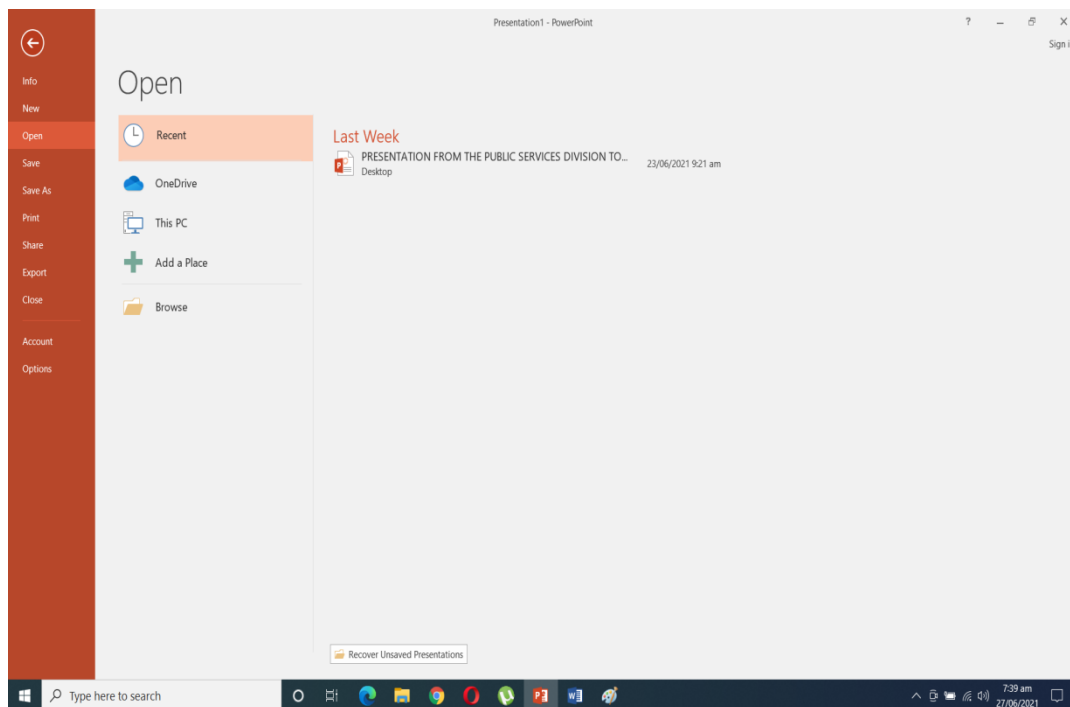 Presentation1 - PowerPoint
?
Sign i
Info
New
Open
Save
Save As
Print
Share
Export
Close
Account
Options
Open
Recent
OneDrive
This PC
Add a Place
Browse
Last Week
PRESENTATION FROM THE PUBLIC SERVICES DIVISION TO...
Desktop
23/06/2021 9:21 am
Recover Unsaved Presentations
Type here to search
7:39 am
27/06/2021